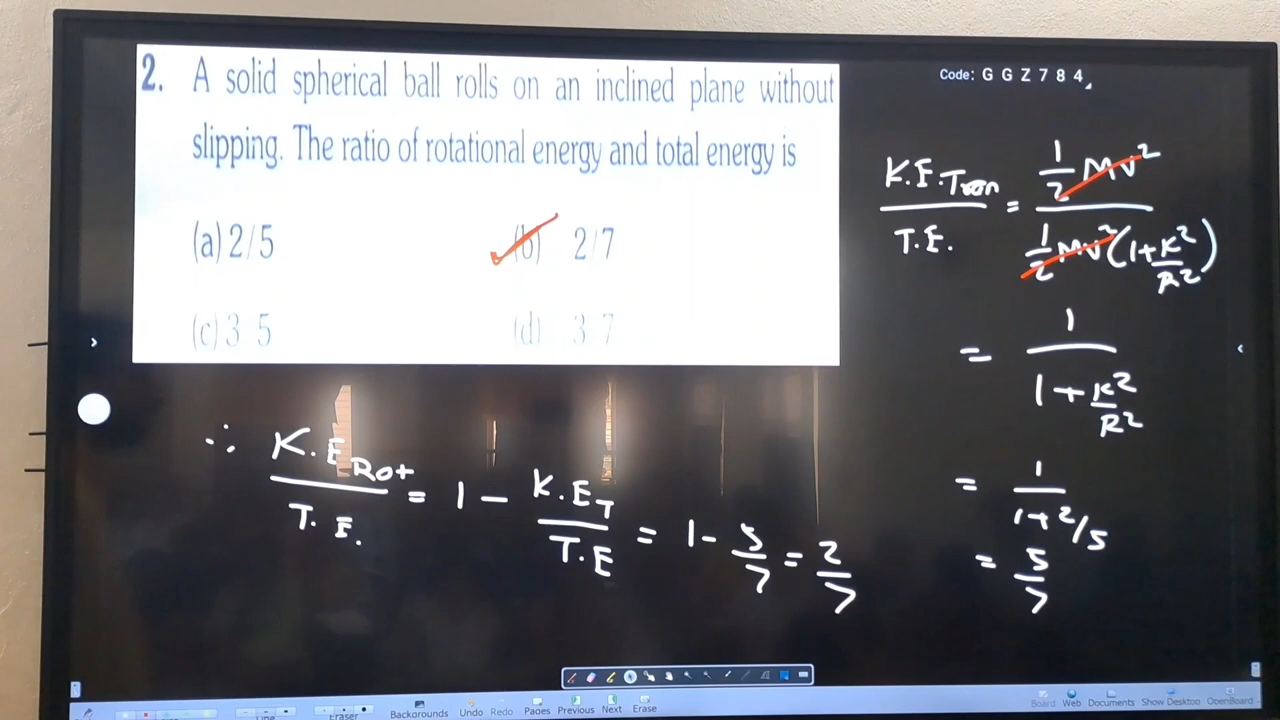 2. A solid spherical ball rolls on an inclined plane without
slipping. The ratio of rotational energy and total energy is
(a) 2/5 (b) 2/7
(c) 3 5 (d) 3 7
Code: G G Z 7 8 4
K.E.Tran / T.E. = 1/2 Mv² / 1/2 Mv²(1+K²/R²)
= 1 / 1+K²/R²
= 1 / 1+2/5
= 5/7
∴ K.E Rot / T.E. = 1 - K.E T / T.E = 1 - 5/7 = 2/7
Line Eraser Backgrounds Undo Redo Pages Previous Next Erase Board Web Documents Show Desktop OpenBoard